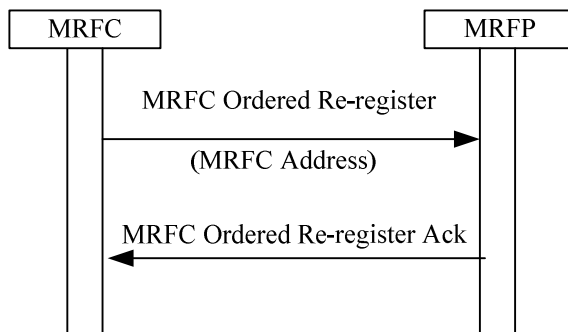 MRFC
MRFP
MRFC Ordered Re-register
(MRFC Address)
MRFC Ordered Re-register Ack